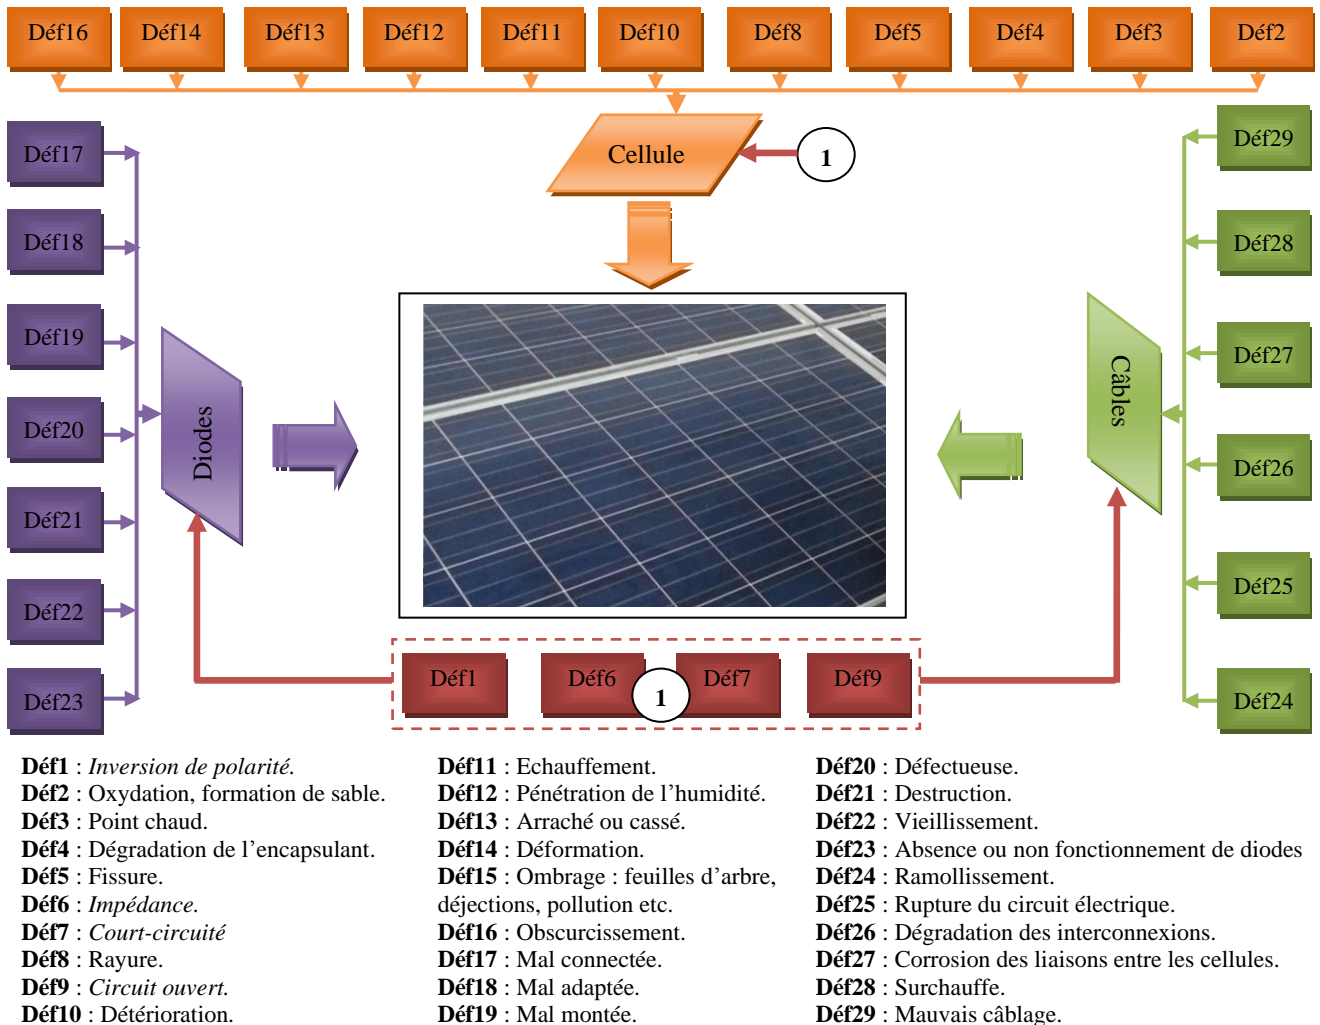 Déf16 Déf14 Déf13 Déf12 Déf11 Déf10 Déf8 Déf5 Déf4 Déf3 Déf2
Cellule
1
Déf17
Déf18
Déf19
Déf20
Déf21
Déf22
Déf23
Diodes
Câbles
Déf29
Déf28
Déf27
Déf26
Déf25
Déf24
Déf1 Déf6 1 Déf7 Déf9
Déf1 : Inversion de polarité.
Déf2 : Oxydation, formation de sable.
Déf3 : Point chaud.
Déf4 : Dégradation de l’encapsulant.
Déf5 : Fissure.
Déf6 : Impédance.
Déf7 : Court-circuité
Déf8 : Rayure.
Déf9 : Circuit ouvert.
Déf10 : Détérioration.
Déf11 : Echauffement.
Déf12 : Pénétration de l’humidité.
Déf13 : Arraché ou cassé.
Déf14 : Déformation.
Déf15 : Ombrage : feuilles d’arbre,
déjections, pollution etc.
Déf16 : Obscurcissement.
Déf17 : Mal connectée.
Déf18 : Mal adaptée.
Déf19 : Mal montée.
Déf20 : Défectueuse.
Déf21 : Destruction.
Déf22 : Vieillissement.
Déf23 : Absence ou non fonctionnement de diodes
Déf24 : Ramollissement.
Déf25 : Rupture du circuit électrique.
Déf26 : Dégradation des interconnexions.
Déf27 : Corrosion des liaisons entre les cellules.
Déf28 : Surchauffe.
Déf29 : Mauvais câblage.